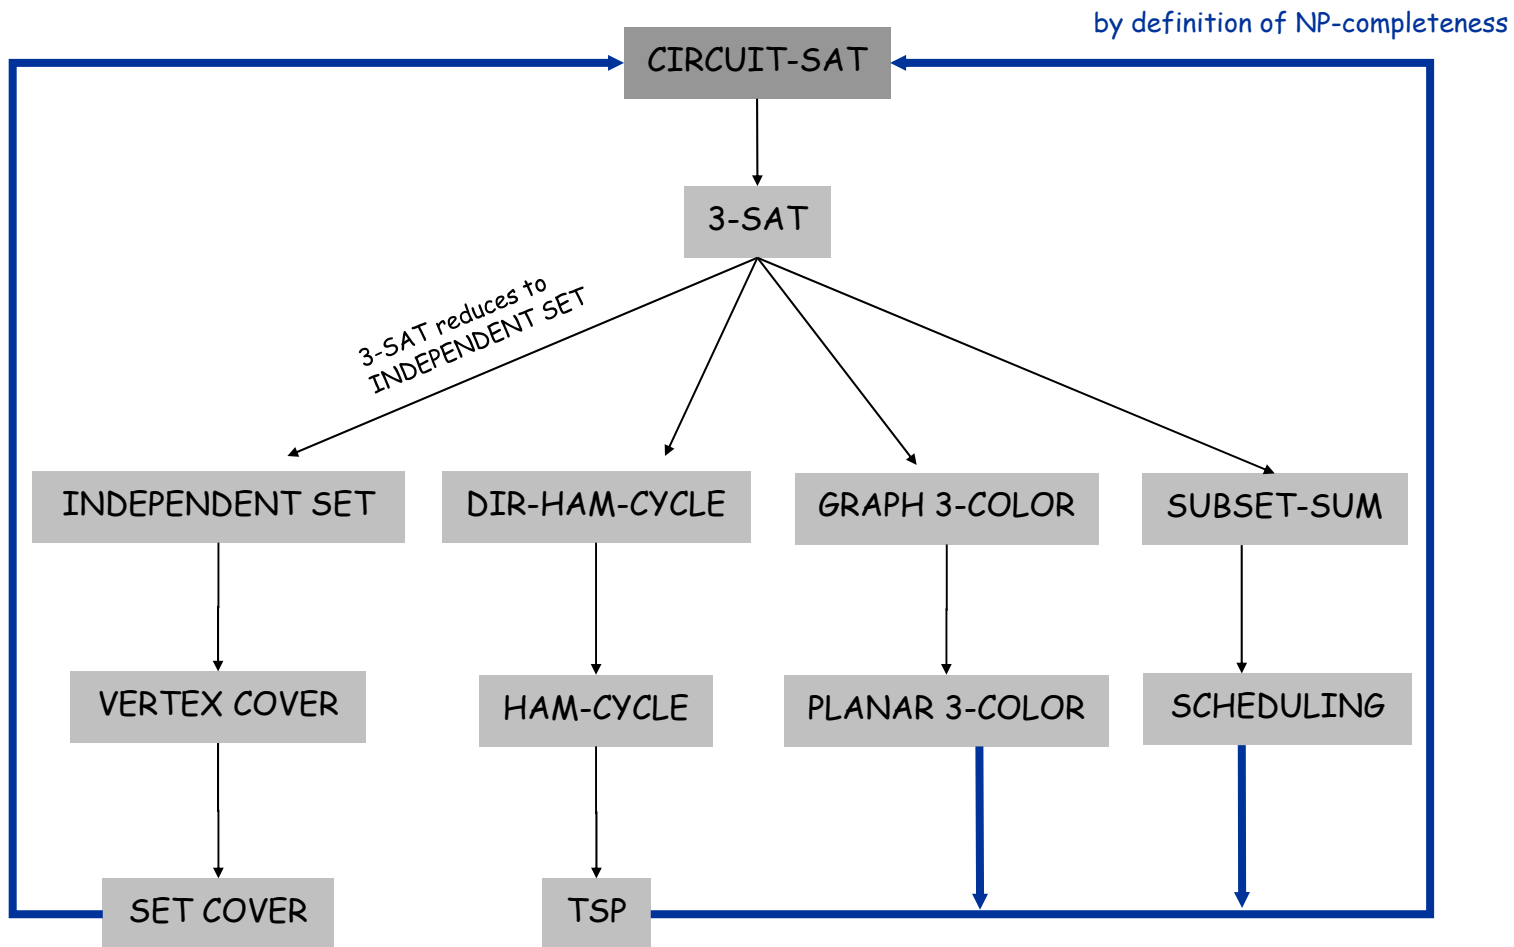 by definition of NP-completeness
CIRCUIT-SAT
3-SAT
3-SAT reduces to
INDEPENDENT SET
INDEPENDENT SET
DIR-HAM-CYCLE
GRAPH 3-COLOR
SUBSET-SUM
VERTEX COVER
HAM-CYCLE
PLANAR 3-COLOR
SCHEDULING
SET COVER
TSP